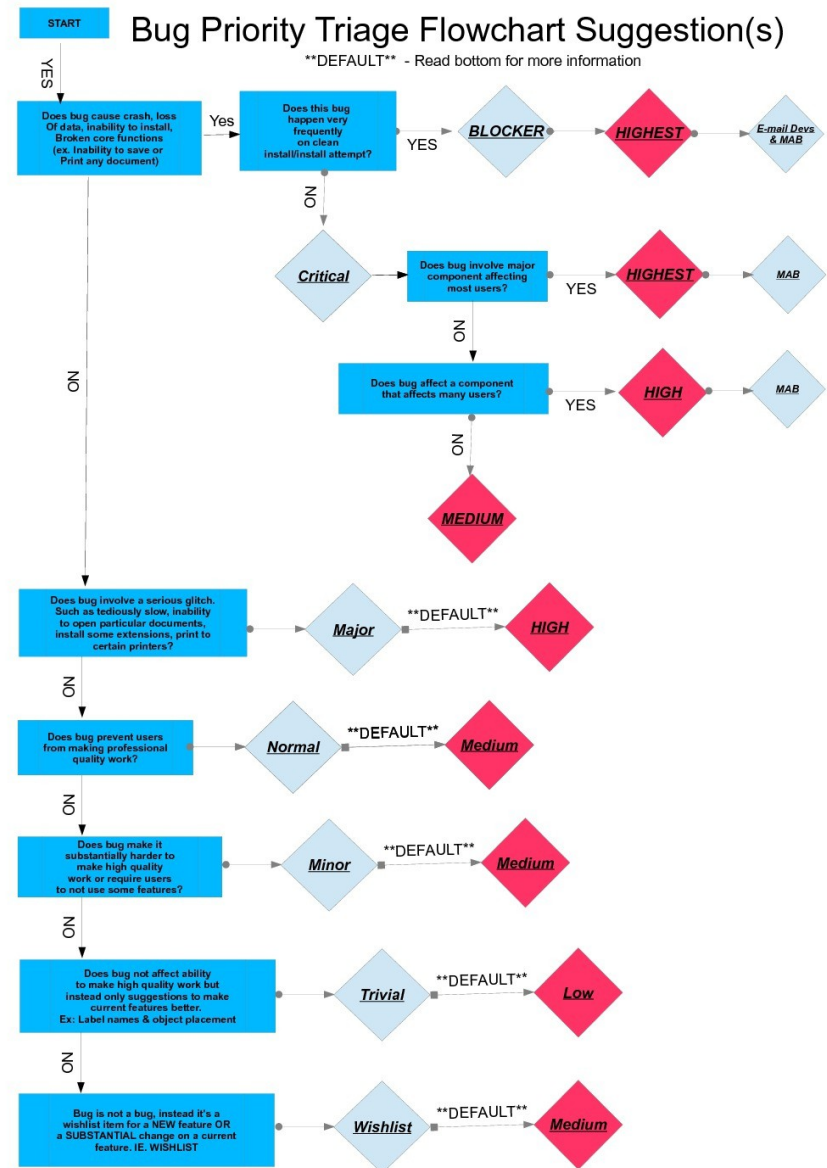 START
Bug Priority Triage Flowchart Suggestion(s)
**DEFAULT** - Read bottom for more information
YES
Does bug cause crash, loss
Of data, inability to install,
Broken core functions
(ex. Inability to save or
Print any document)
Yes
Does this bug
happen very
frequently
on clean
install/install attempt?
YES
BLOCKER
HIGHEST
E-mail Devs
& MAB
NO
Critical
Does bug involve major
component affecting
most users?
YES
HIGHEST
MAB
NO
Does bug affect a component
that affects many users?
YES
HIGH
MAB
NO
MEDIUM
NO
Does bug involve a serious glitch.
Such as tediously slow, inability
to open particular documents,
install some extensions, print to
certain printers?
Major
**DEFAULT**
HIGH
NO
Does bug prevent users
from making professional
quality work?
Normal
**DEFAULT**
Medium
NO
Does bug make it
substantially harder to
make high quality
work or require users
to not use some features?
Minor
**DEFAULT**
Medium
NO
Does bug not affect ability
to make high quality work but
instead only suggestions to make
current features better.
Ex: Label names & object placement
Trivial
**DEFAULT**
Low
NO
Bug is not a bug, instead it's a
wishlist item for a NEW feature OR
a SUBSTANTIAL change on a current
feature. IE. WISHLIST
Wishlist
**DEFAULT**
Medium